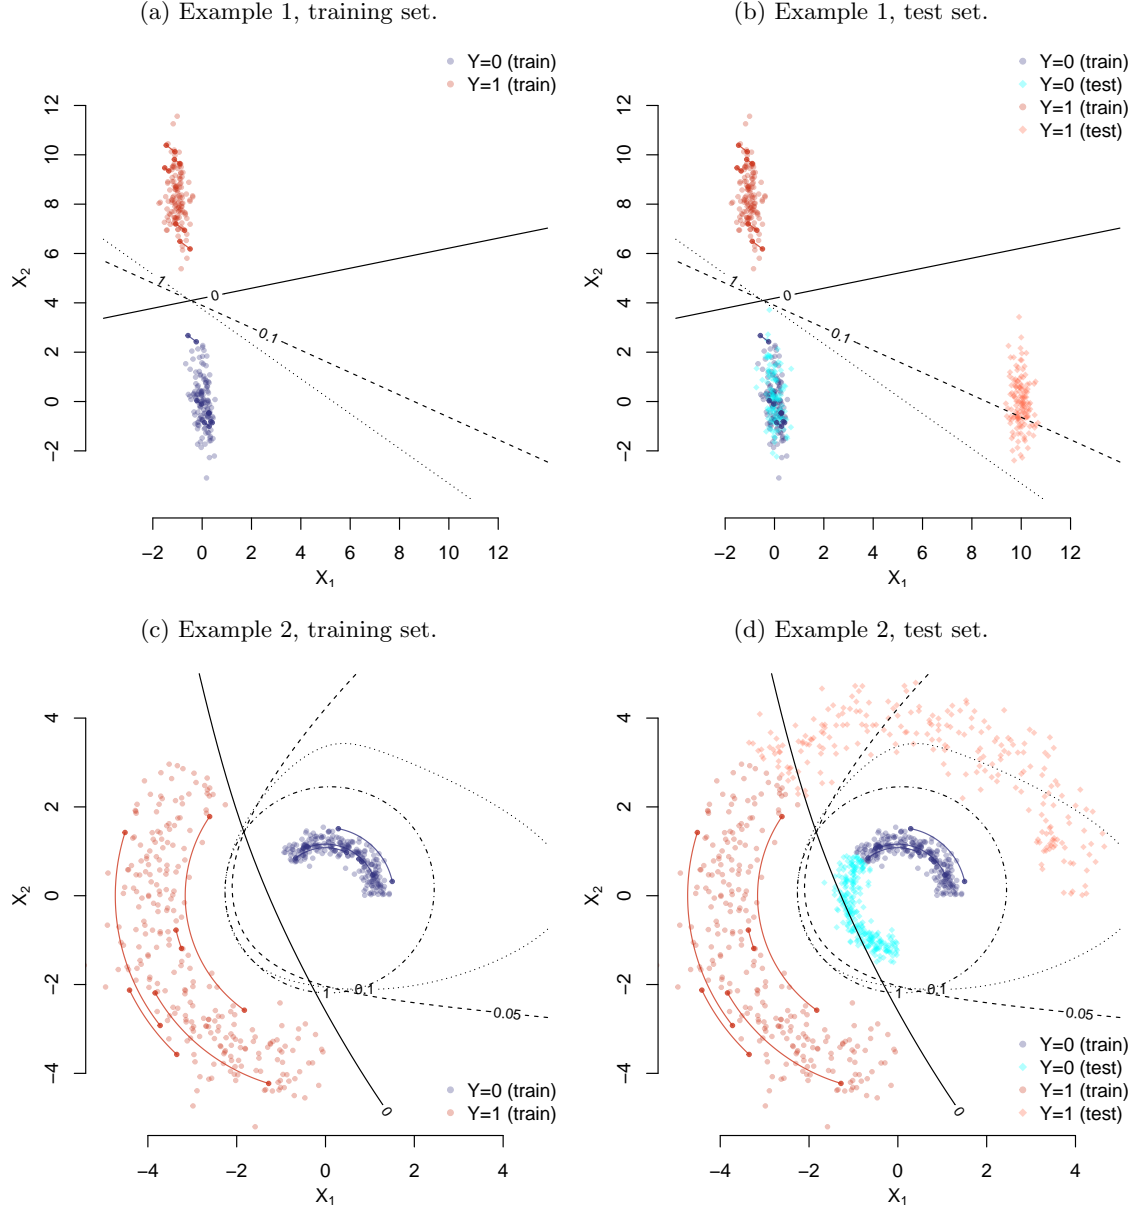 (a) Example 1, training set.
Y=0 (train)
Y=1 (train)
12
10
8
6
4
2
0
−2
X2
1
0
0.1
−2 0 2 4 6 8 10 12
X1
(b) Example 1, test set.
Y=0 (train)
Y=0 (test)
Y=1 (train)
Y=1 (test)
12
10
8
6
4
2
0
−2
X2
1
0
0.1
−2 0 2 4 6 8 10 12
X1
(c) Example 2, training set.
4
2
0
−2
−4
X2
1
0.1
0.05
0
Y=0 (train)
Y=1 (train)
−4 −2 0 2 4
X1
(d) Example 2, test set.
4
2
0
−2
−4
X2
1
0.1
0.05
0
Y=0 (train)
Y=0 (test)
Y=1 (train)
Y=1 (test)
−4 −2 0 2 4
X1